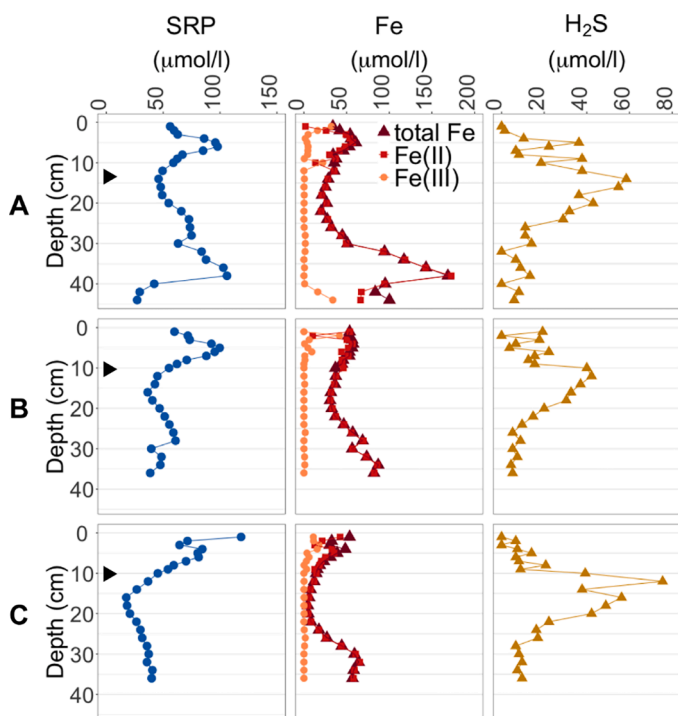 SRP Fe H₂S
(μmol/l) (μmol/l) (μmol/l)
0 50 100 150 0 50 100 150 200 0 20 40 60 80
A Depth (cm) 0 10 20 30 40
total Fe
Fe(II)
Fe(III)
B Depth (cm) 0 10 20 30 40
C Depth (cm) 0 10 20 30 40